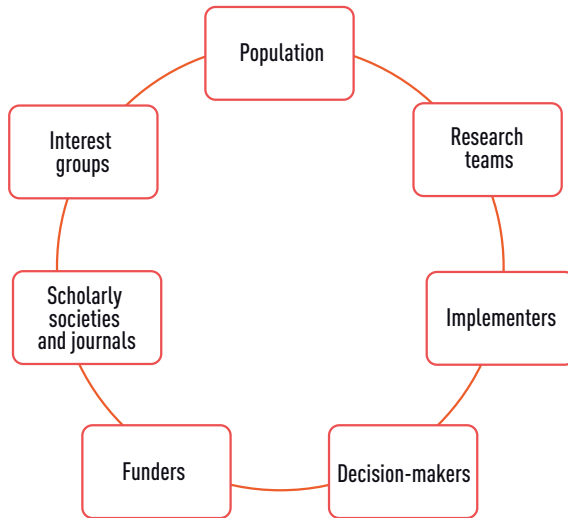 Population
Research
teams
Implementers
Decision-makers
Funders
Scholarly
societies
and journals
Interest
groups